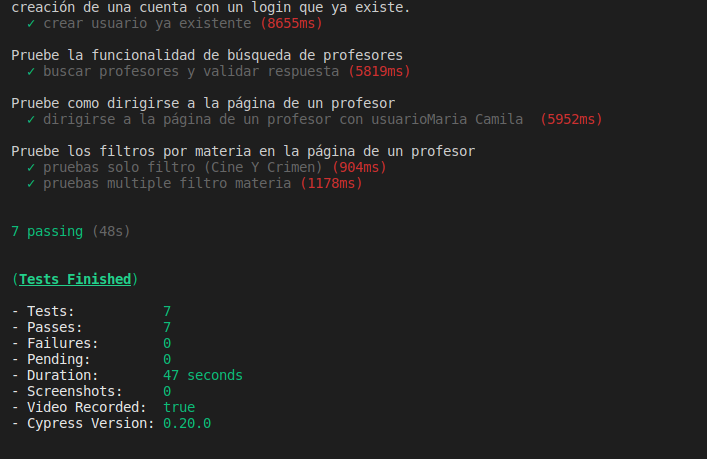 creación de una cuenta con un login que ya existe.
✓ crear usuario ya existente (8655ms)
Pruebe la funcionalidad de búsqueda de profesores
✓ buscar profesores y validar respuesta (5819ms)
Pruebe como dirigirse a la página de un profesor
✓ dirigirse a la página de un profesor con usuarioMaria Camila  (5952ms)
Pruebe los filtros por materia en la página de un profesor
✓ pruebas solo filtro (Cine Y Crimen) (904ms)
✓ pruebas multiple filtro materia (1178ms)
7 passing (48s)
(Tests Finished)
- Tests: 7
- Passes: 7
- Failures: 0
- Pending: 0
- Duration: 47 seconds
- Screenshots: 0
- Video Recorded: true
- Cypress Version: 0.20.0